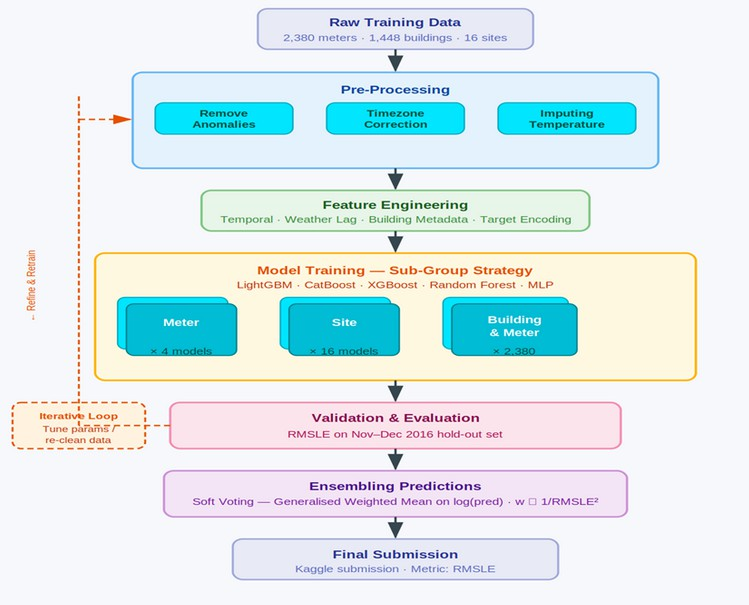 Raw Training Data
2,380 meters · 1,448 buildings · 16 sites
Pre-Processing
Remove
Anomalies
Timezone
Correction
Imputing
Temperature
Feature Engineering
Temporal · Weather Lag · Building Metadata · Target Encoding
← Refine & Retrain
Model Training — Sub-Group Strategy
LightGBM · CatBoost · XGBoost · Random Forest · MLP
Meter
× 4 models
Site
× 16 models
Building
& Meter
× 2,380
Iterative Loop
Tune params /
re-clean data
Validation & Evaluation
RMSLE on Nov–Dec 2016 hold-out set
Ensembling Predictions
Soft Voting — Generalised Weighted Mean on log(pred) · w □ 1/RMSLE²
Final Submission
Kaggle submission · Metric: RMSLE